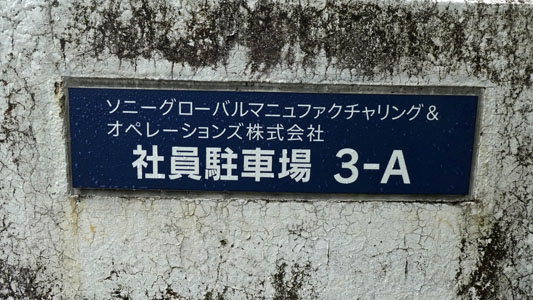 ソニーグローバルマニュファクチャリング&
オペレーションズ株式会社
社員駐車場 3-A